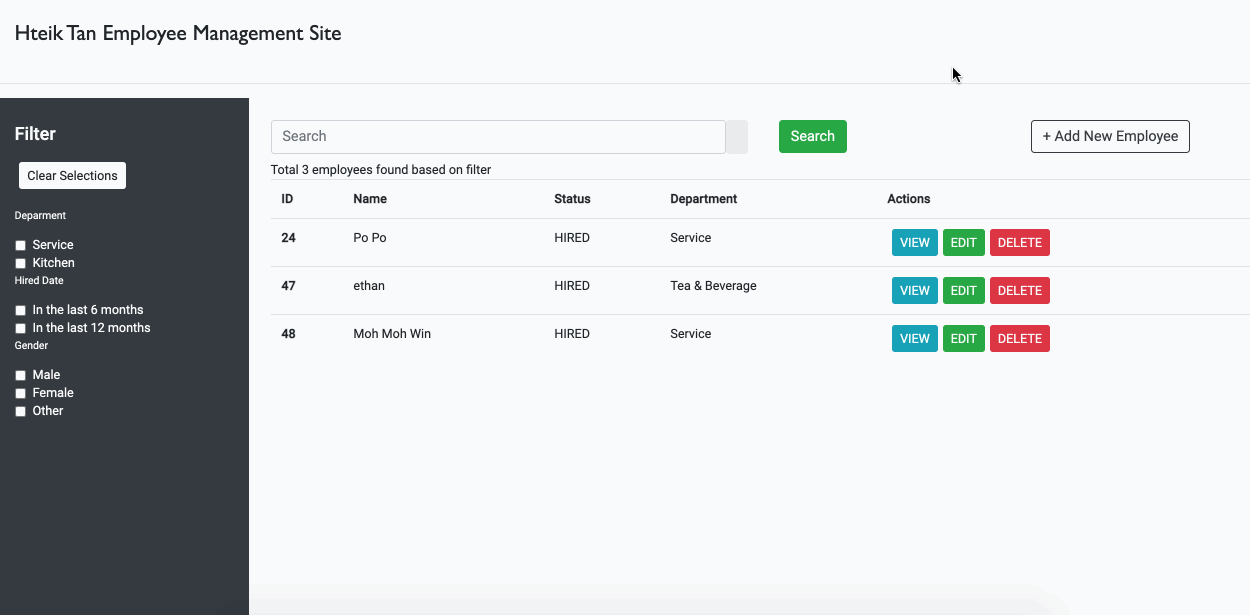 Hteik Tan Employee Management Site
Filter
Clear Selections
Deparment
Service
Kitchen
Hired Date
In the last 6 months
In the last 12 months
Gender
Male
Female
Other
Search Search + Add New Employee
Total 3 employees found based on filter
ID Name Status Department Actions
24 Po Po HIRED Service VIEW EDIT DELETE
47 ethan HIRED Tea & Beverage VIEW EDIT DELETE
48 Moh Moh Win HIRED Service VIEW EDIT DELETE